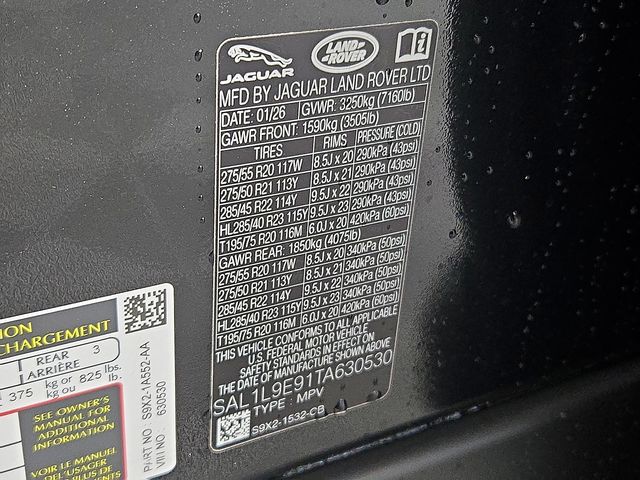 JAGUAR
LAND
ROVER
MFD BY JAGUAR LAND ROVER LTD
DATE: 01/26 GVWR: 3250kg (7160lb)
GAWR FRONT: 1590kg (3505lb)
TIRES RIMS PRESSURE (COLD)
275/55 R20 117W 8.5J x 20 290kPa (43psi)
275/50 R21 113Y 8.5J x 21 290kPa (43psi)
285/45 R22 114Y 9.5J x 22 290kPa (43psi)
HL285/40 R23 115Y 9.5J x 23 290kPa (43psi)
T195/75 R20 116M 6.0J x 20 420kPa (60psi)
GAWR REAR: 1850kg (4075lb)
275/55 R20 117W 8.5J x 20 340kPa (50psi)
275/50 R21 113Y 8.5J x 21 340kPa (50psi)
285/45 R22 114Y 9.5J x 22 340kPa (50psi)
HL285/40 R23 115Y 9.5J x 23 340kPa (50psi)
T195/75 R20 116M 6.0J x 20 420kPa (60psi)
THIS VEHICLE CONFORMS TO ALL APPLICABLE
U.S. FEDERAL MOTOR VEHICLE
SAFETY STANDARDS IN EFFECT ON
THIS DATE OF MANUFACTURE
SAL1L9E91TA630530
TYPE: MPV
S9X2-1532-CB
ION
CHARGEMENT
REAR 3
ARRIÈRE
375 kg or 825 lbs.
kg ou lb.
SEE OWNER'S
MANUAL FOR
ADDITIONAL
INFORMATION
VOIR LE MANUEL
DE L'USAGER
PLUS DE
PART NO S9X2-1A552-AA
VIN NO. 630530